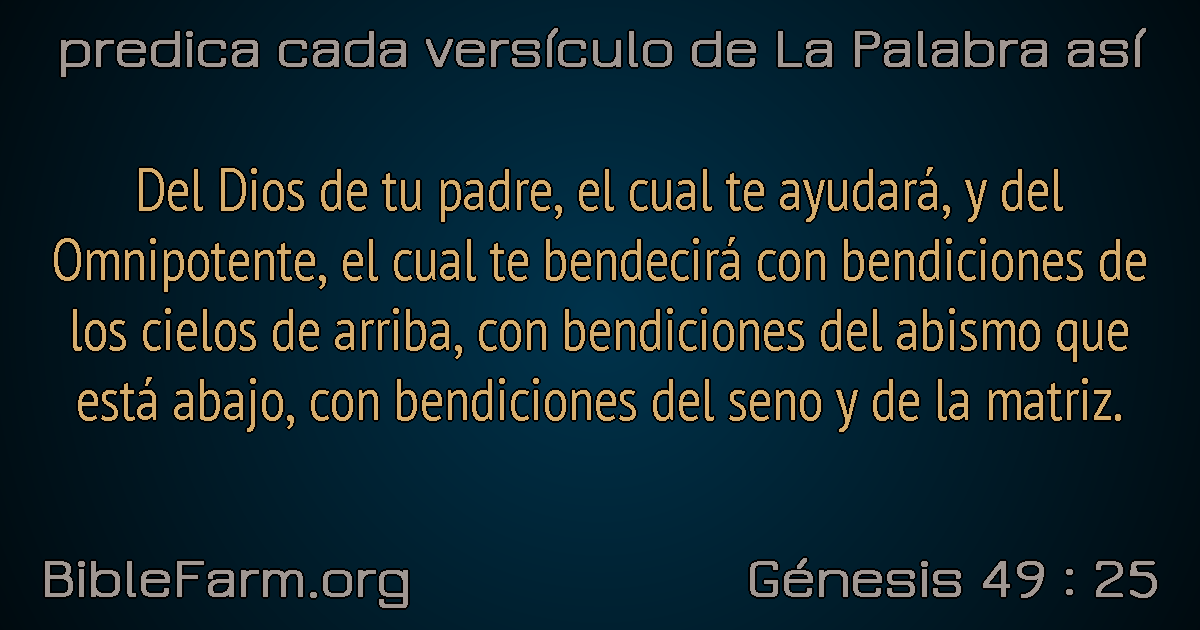 predica cada versículo de La Palabra así
Del Dios de tu padre, el cual te ayudará, y del
Omnipotente, el cual te bendecirá con bendiciones de
los cielos de arriba, con bendiciones del abismo que
está abajo, con bendiciones del seno y de la matriz.
BibleFarm.org
Génesis 49 : 25